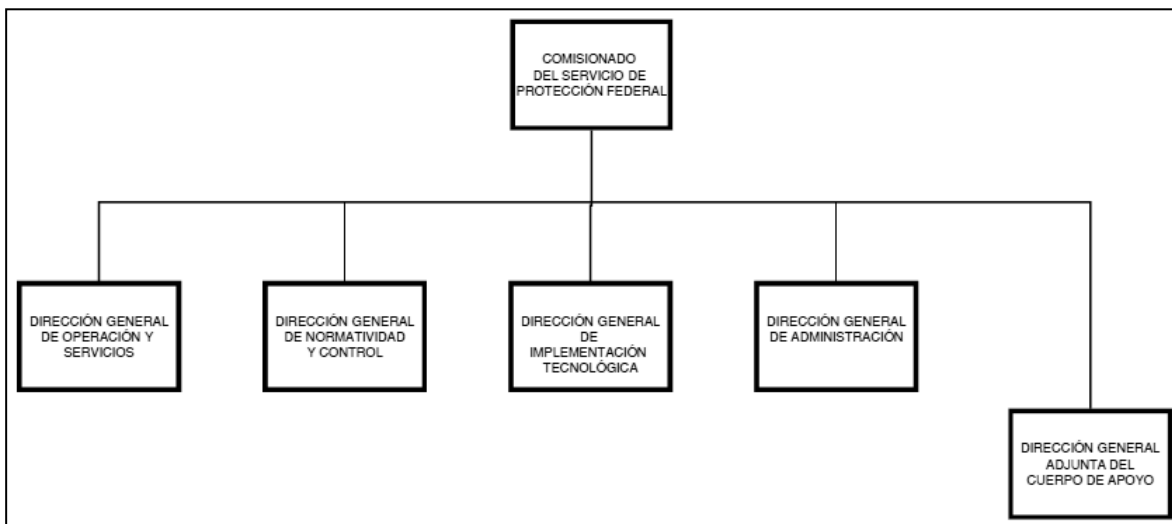 COMISIONADO
DEL SERVICIO DE
PROTECCIÓN FEDERAL
DIRECCIÓN GENERAL
DE OPERACIÓN Y
SERVICIOS
DIRECCIÓN GENERAL
DE NORMATIVIDAD
Y CONTROL
DIRECCIÓN GENERAL
DE
IMPLEMENTACIÓN
TECNOLÓGICA
DIRECCIÓN GENERAL
DE ADMINISTRACIÓN
DIRECCIÓN GENERAL
ADJUNTA DEL
CUERPO DE APOYO